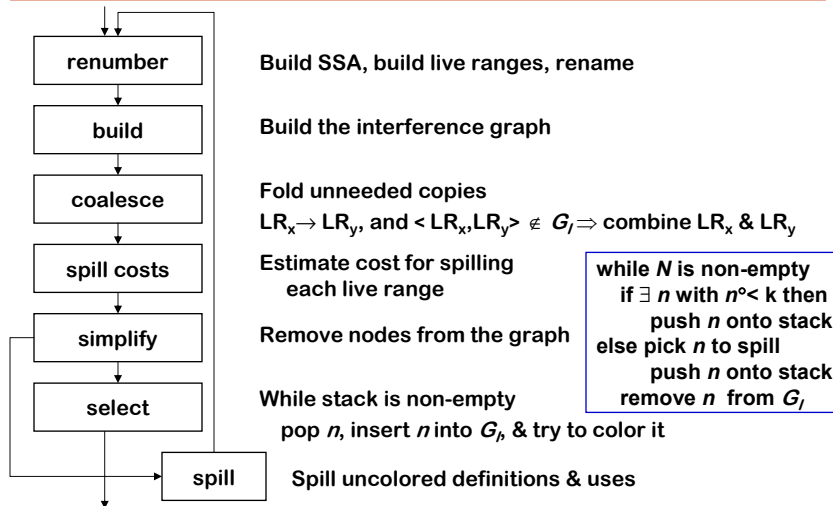 renumber
Build SSA, build live ranges, rename
build
Build the interference graph
coalesce
Fold unneeded copies
LRx→ LRy, and < LRx,LRy> ∉ GI ⇒ combine LRx & LRy
spill costs
Estimate cost for spilling
each live range
simplify
Remove nodes from the graph
while N is non-empty
if ∃ n with n°< k then
push n onto stack
else pick n to spill
push n onto stack
remove n from GI
select
While stack is non-empty
pop n, insert n into GI, & try to color it
spill
Spill uncolored definitions & uses